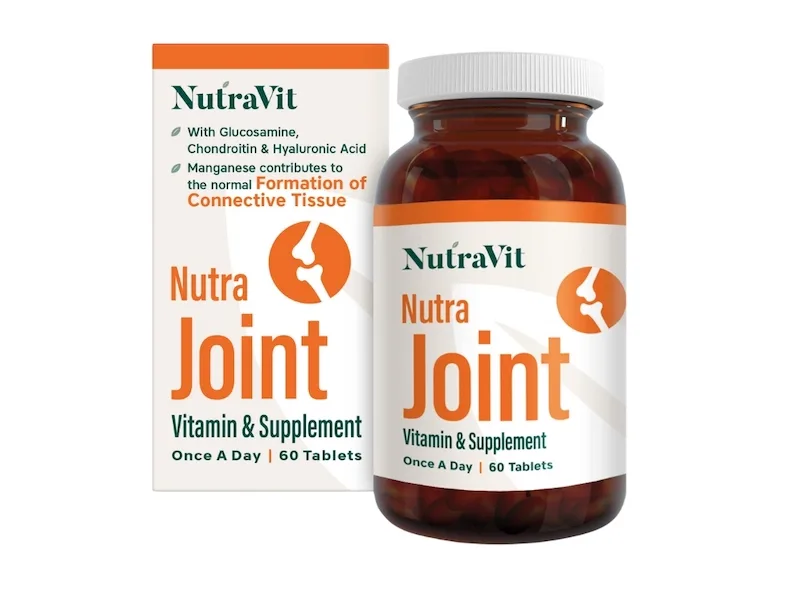 NutraVit
With Glucosamine,
Chondroitin & Hyaluronic Acid
Manganese contributes to
the normal Formation of
Connective Tissue
Nutra
Joint
Vitamin & Supplement
Once A Day | 60 Tablets
NutraVit
Nutra
Joint
Vitamin & Supplement
Once A Day | 60 Tablets